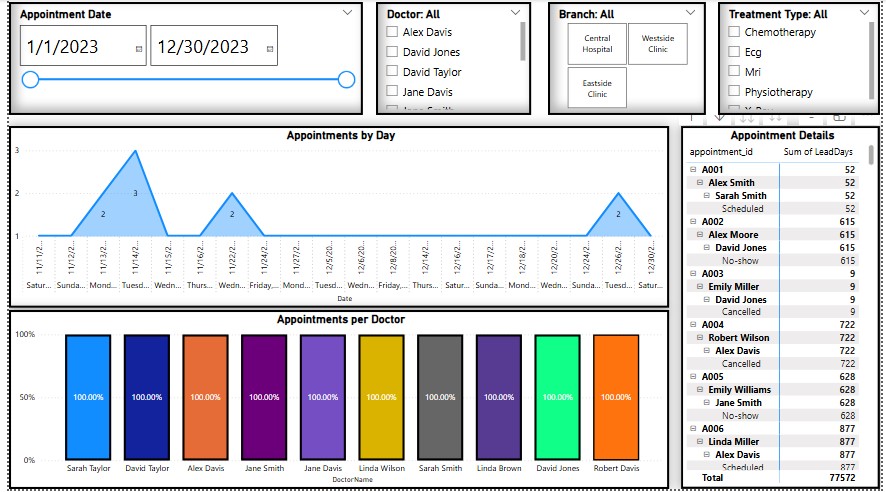 Appointment Date
1/1/2023
12/30/2023
Doctor: All
Alex Davis
David Jones
David Taylor
Jane Davis
Branch: All
Central Hospital
Westside Clinic
Eastside Clinic
Treatment Type: All
Chemotherapy
Ecg
Mri
Physiotherapy
Appointments by Day
3
2
1
2
3
2
2
11/11/2...
11/12/2...
11/13/2...
11/14/2...
11/15/2...
11/16/2...
11/22/2...
11/24/2...
11/27/2...
12/5/20...
12/6/20...
12/8/20...
12/17/2...
12/18/2...
12/20/2...
12/24/2...
12/26/2...
12/30/2...
Satur... Sunda... Mond... Tuesd... Wedn... Thurs... Wedn... Friday,... Mond... Tuesd... Wedn... Friday,... Sunda... Mond... Wedn... Sunda... Tuesd... Satur...
Date
Appointments per Doctor
100%
50%
0%
100.00% 100.00% 100.00% 100.00% 100.00% 100.00% 100.00% 100.00% 100.00% 100.00%
Sarah Taylor David Taylor Alex Davis Jane Smith Jane Davis Linda Wilson Sarah Smith Linda Brown David Jones Robert Davis
DoctorName
Appointment Details
appointment_id Sum of LeadDays
A001 52
Alex Smith 52
Sarah Smith 52
Scheduled 52
A002 615
Alex Moore 615
David Jones 615
No-show 615
A003 9
Emily Miller 9
David Jones 9
Cancelled 9
A004 722
Robert Wilson 722
Alex Davis 722
Cancelled 722
A005 628
Emily Williams 628
Jane Smith 628
No-show 628
A006 877
Linda Miller 877
Alex Davis 877
Scheduled 877
Total 77572